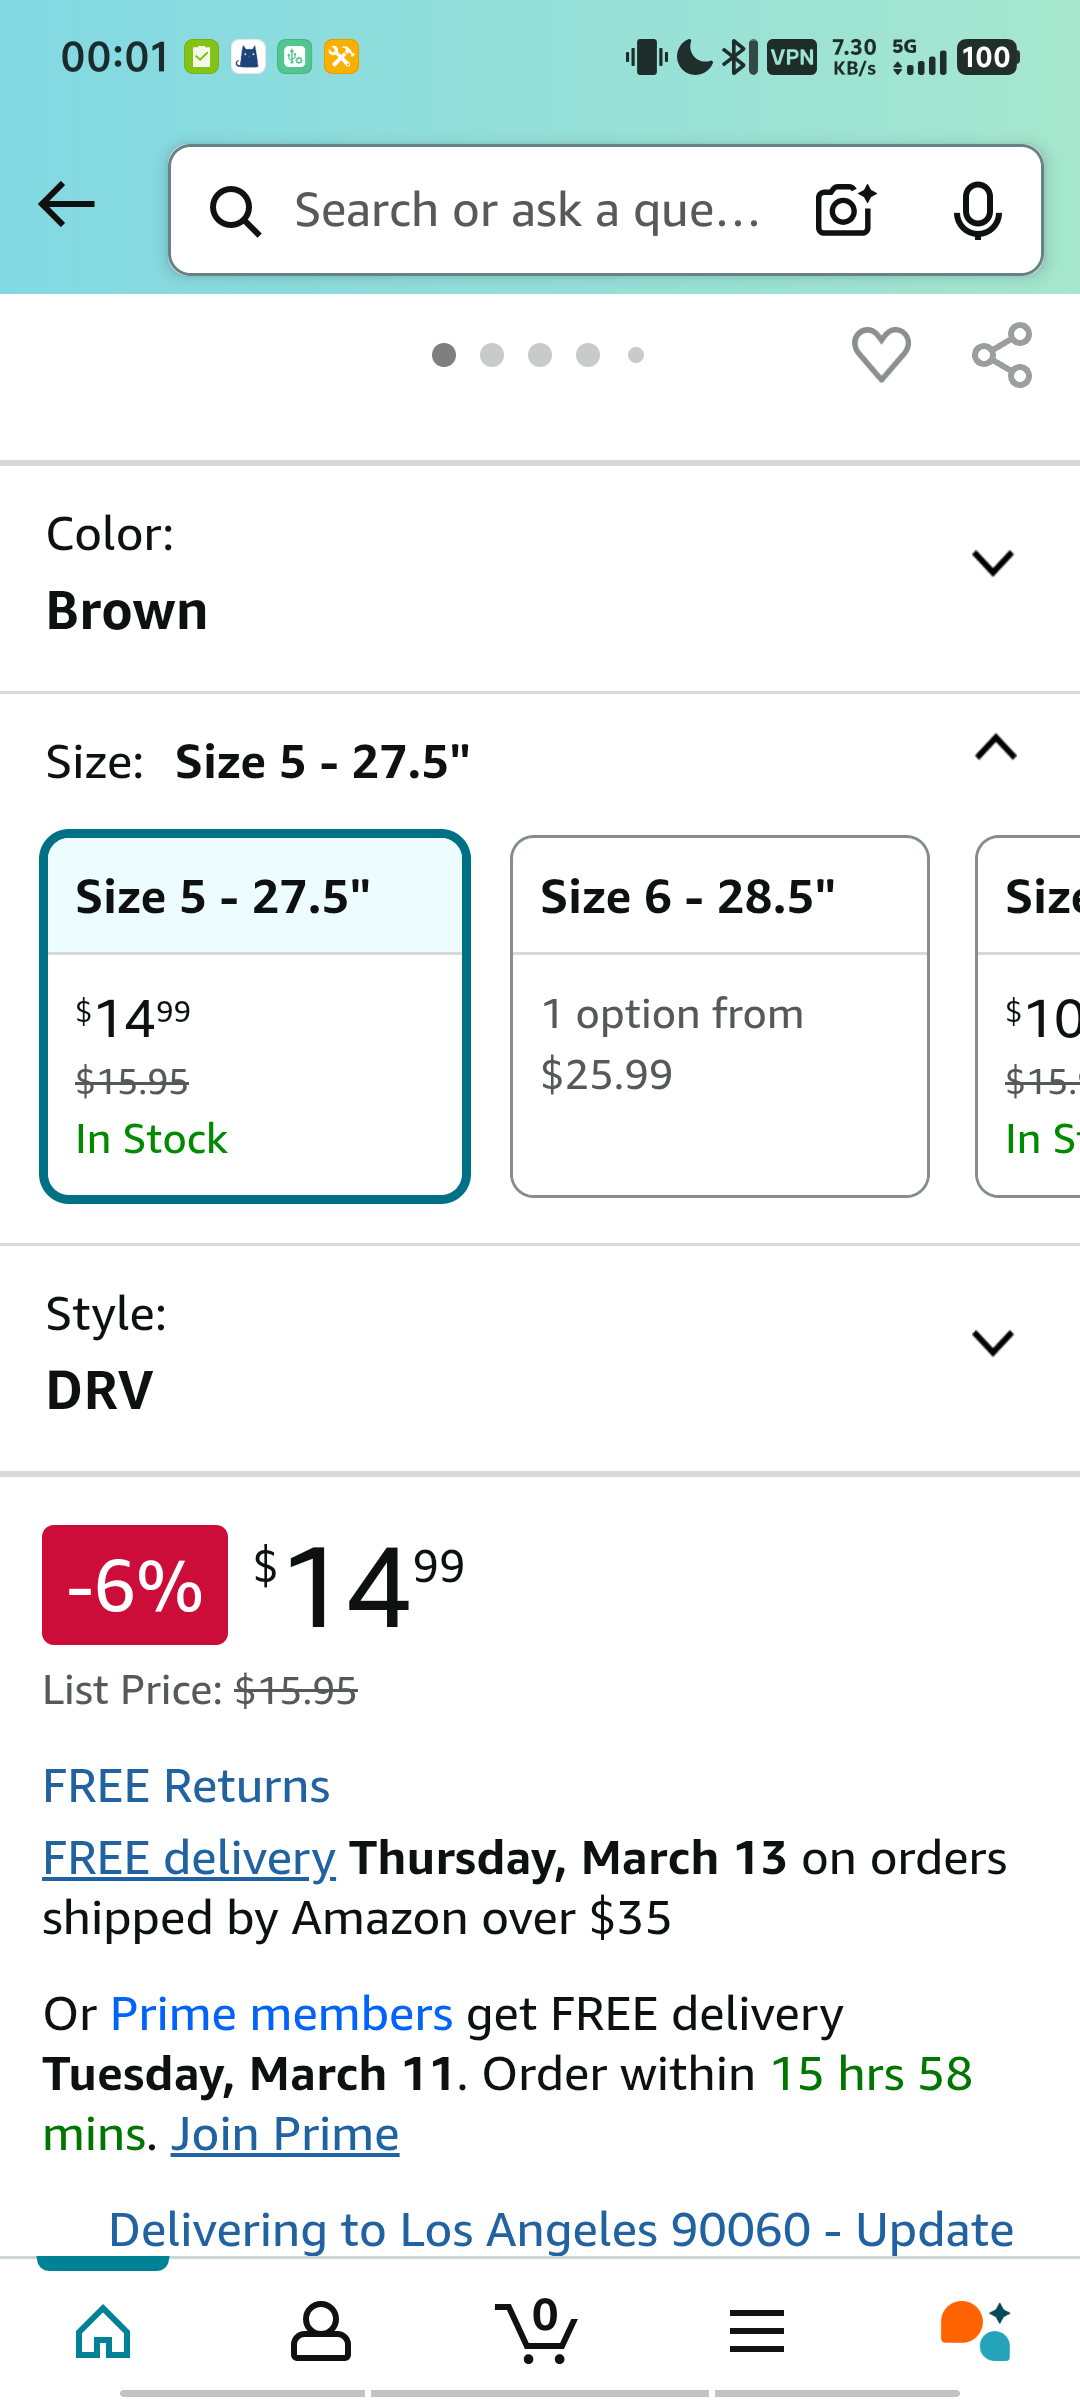 00:01
VPN
7.30
KB/s
5G
100
Search or ask a que...
Color:
Brown
Size: Size 5 - 27.5"
Size 5 - 27.5"
$14.99
$15.95
In Stock
Size 6 - 28.5"
1 option from
$25.99
$10
In
Style:
DRV
-6% $14.99
List Price: $15.95
FREE Returns
FREE delivery Thursday, March 13 on orders
shipped by Amazon over $35
Or Prime members get FREE delivery
Tuesday, March 11. Order within 15 hrs 58
mins. Join Prime
Delivering to Los Angeles 90060 - Update
0